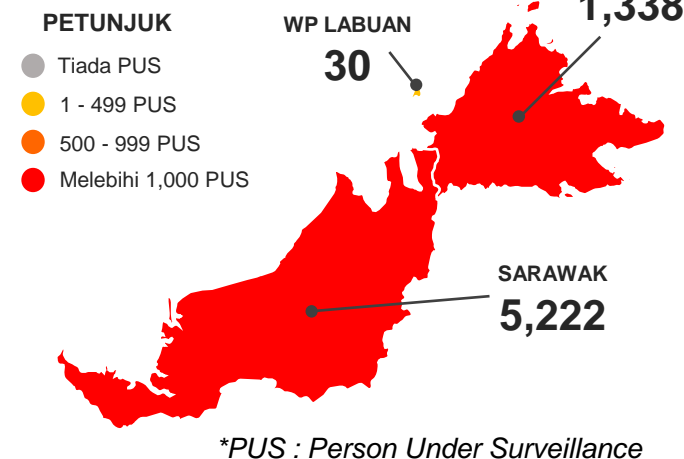 PETUNJUK
Tiada PUS
1 - 499 PUS
500 - 999 PUS
Melebihi 1,000 PUS
WP LABUAN
30
1,338
SARAWAK
5,222
*PUS : Person Under Surveillance